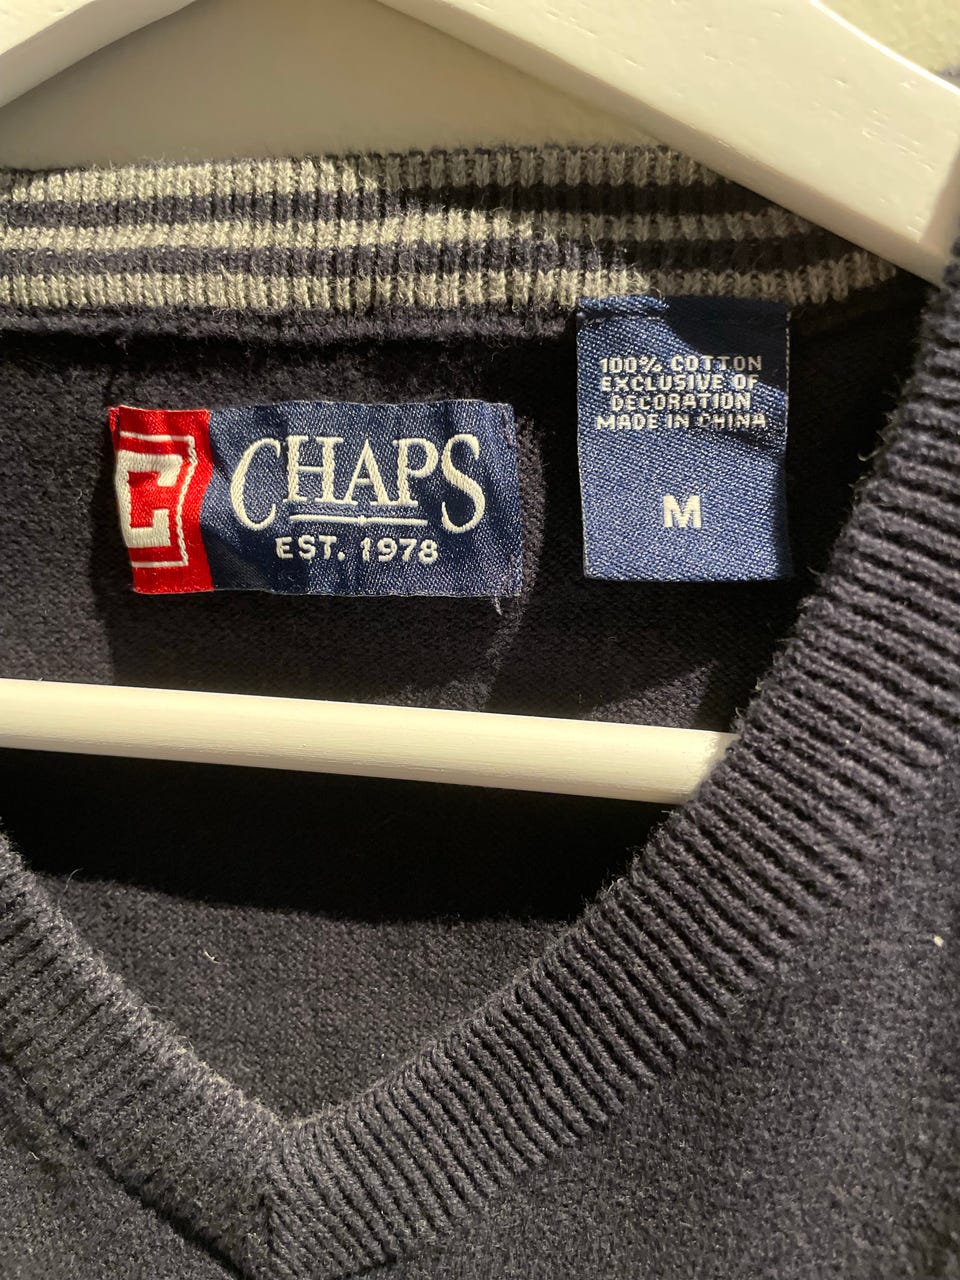 C
CHAPS
EST. 1978
100% COTTON
EXCLUSIVE OF
DECORATION
MADE IN CHINA
M